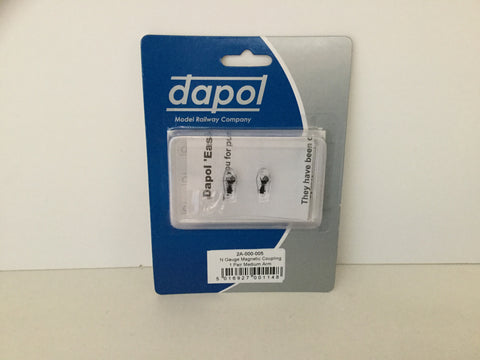 dapol
Model Railway Company
Dapol 'Eas
you for pu
They have been
2A-000-005
N Gauge Magnetic Coupling
1 Pair Medium Arm
5 016927 001148